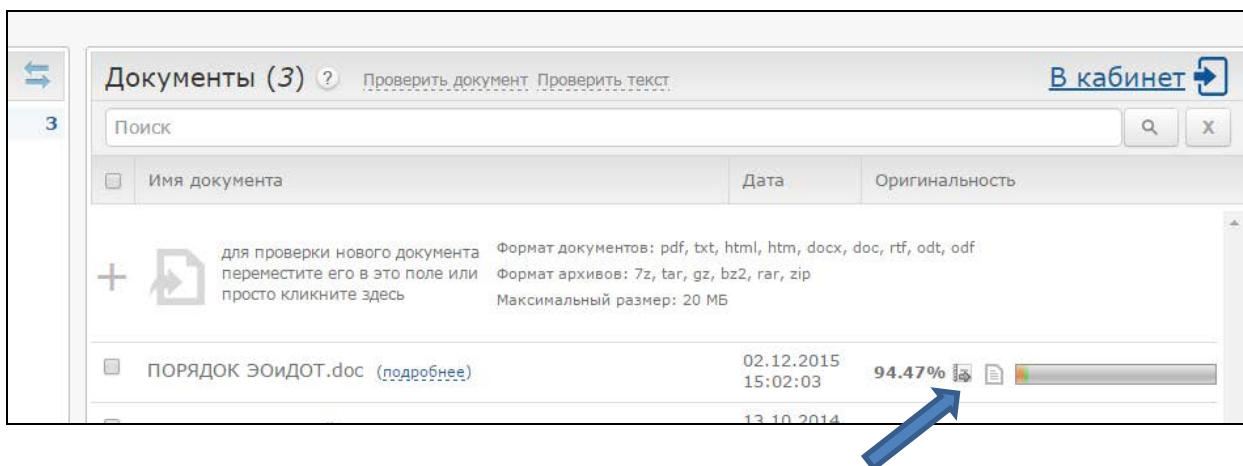 Документы (3) ? Проверить документ Проверить текст В кабинет
3
Поиск X
Имя документа Дата Оригинальность
для проверки нового документа
переместите его в это поле или
просто кликните здесь
Формат документов: pdf, txt, html, htm, docx, doc, rtf, odt, odf
Формат архивов: 7z, tar, gz, bz2, rar, zip
Максимальный размер: 20 МБ
ПОРЯДОК ЭОиДОТ.doc (подробнее) 02.12.2015 94.47%
15:02:03
13.10.2014